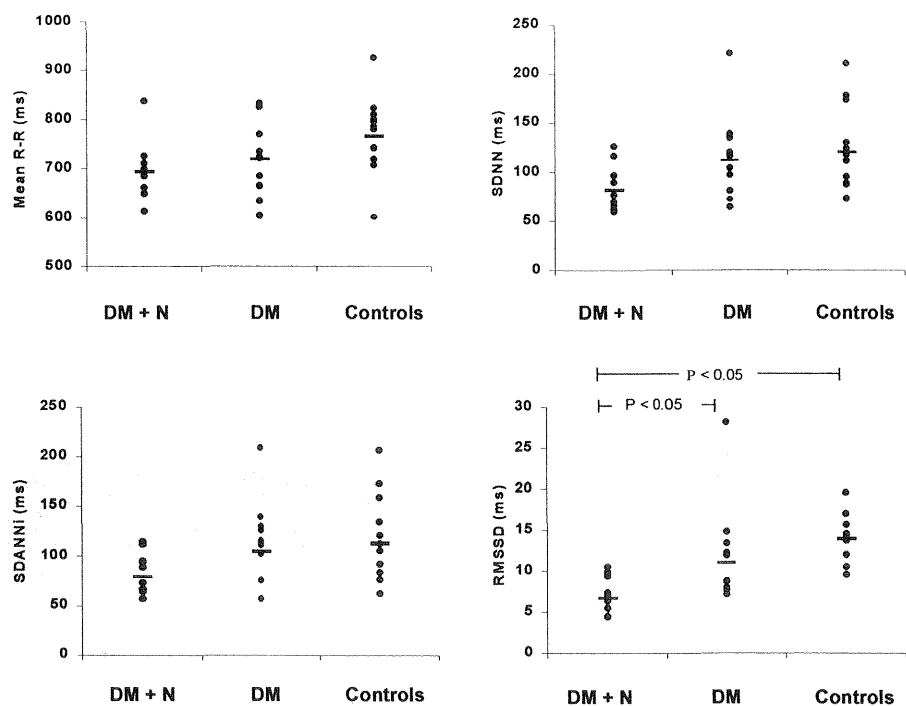 1000
900
800
700
600
500
Mean R-R (ms)
DM + N DM Controls
250
200
150
100
50
0
SDNN (ms)
DM + N DM Controls
250
200
150
100
50
0
SDANNi (ms)
DM + N DM Controls
P < 0.05
P < 0.05
30
25
20
15
10
5
0
RMSSD (ms)
DM + N DM Controls